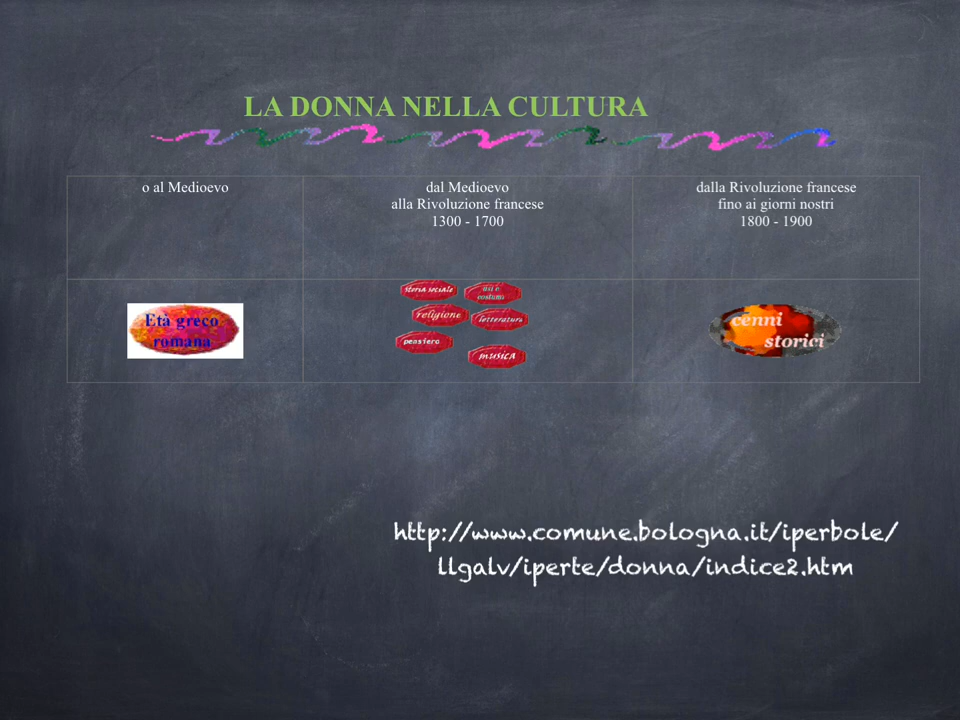 LA DONNA NELLA CULTURA
o al Medioevo
dal Medioevo
alla Rivoluzione francese
1300 - 1700
dalla Rivoluzione francese
fino ai giorni nostri
1800 - 1900
Età greco
romana
storia sociale
usi e
costumi
religione
letteratura
pensiero
musica
cenni
storici
http://www.comune.bologna.it/iperbole/
llgalv/iperte/donna/indice2.htm